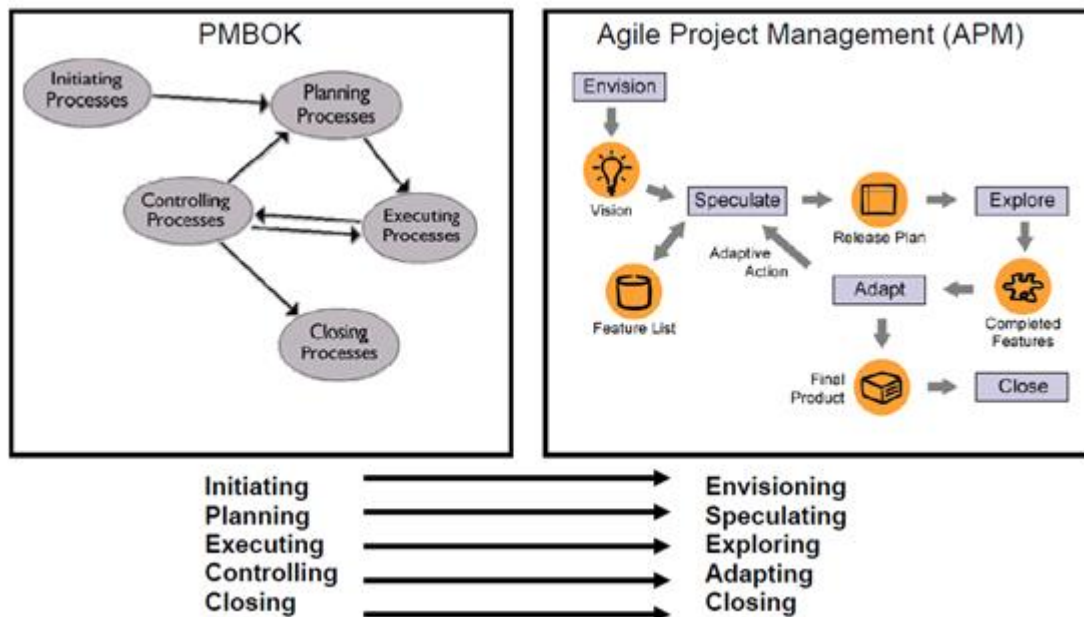 PMBOK
Initiating
Processes
Planning
Processes
Controlling
Processes
Executing
Processes
Closing
Processes
Agile Project Management (APM)
Envision
Vision
Speculate
Release Plan
Explore
Feature List
Adaptive
Action
Adapt
Completed
Features
Final
Product
Close
Initiating
Envisioning
Planning
Speculating
Executing
Exploring
Controlling
Adapting
Closing
Closing